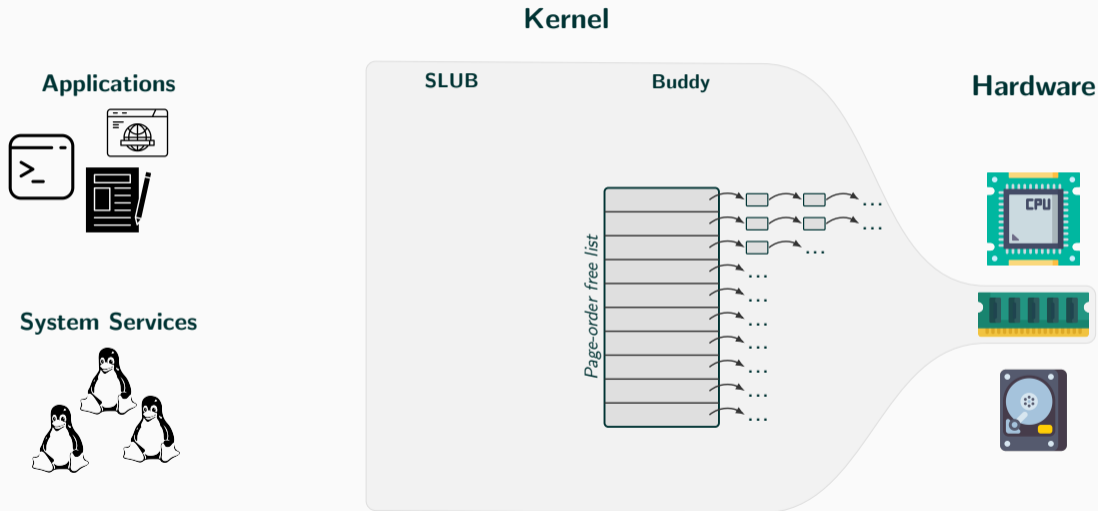 Kernel
Applications
SLUB
Buddy
Hardware
>_
CPU
Page-order free list
...
...
...
...
...
...
...
...
...
...
System Services